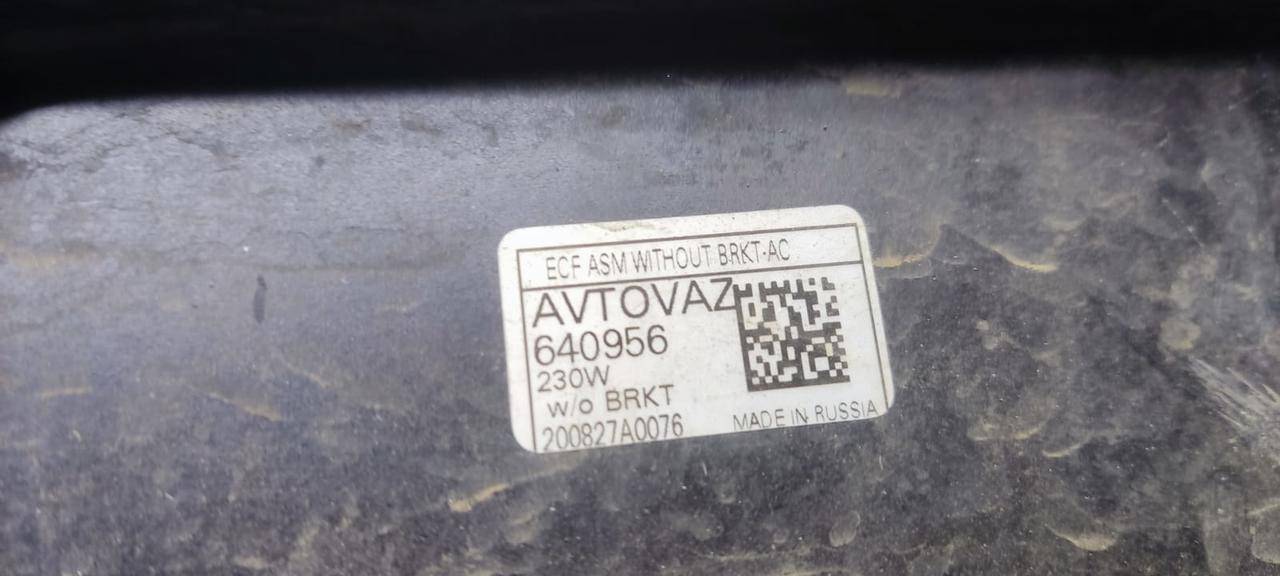 ECF ASM WITHOUT BRKT-AC
AVTOVAZ
640956
230W
w/o BRKT
200827A0076
MADE IN RUSSIA